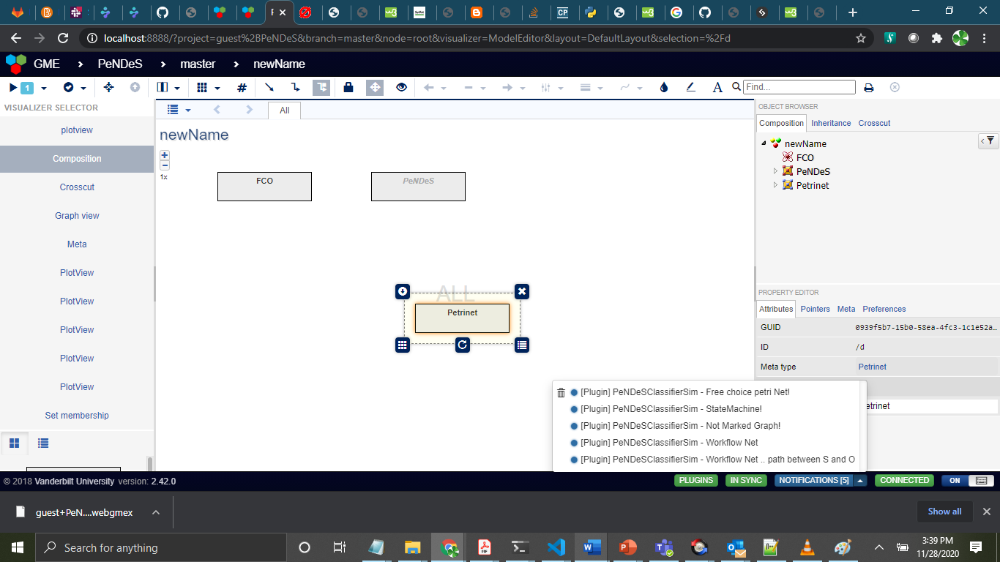 localhost:8888/?project=guest%2BPeNDeS&branch=master&node=root&visualizer=ModelEditor&layout=DefaultLayout&selection=%2Fd
GME > PeNDeS > master > newName
1
Find...
VISUALIZER SELECTOR
plotview
Composition
Crosscut
Graph view
Meta
PlotView
PlotView
PlotView
PlotView
PlotView
Set membership
All
newName
1x
FCO
PeNDeS
ALL
Petrinet
OBJECT BROWSER
Composition Inheritance Crosscut
newName
FCO
PeNDeS
Petrinet
PROPERTY EDITOR
Attributes Pointers Meta Preferences
GUID 0939f5b7-15b0-58ea-4fc3-1c1e52a...
ID /d
Meta type Petrinet
etrinet
[Plugin] PeNDeSClassifierSim - Free choice petri Net!
[Plugin] PeNDeSClassifierSim - StateMachine!
[Plugin] PeNDeSClassifierSim - Not Marked Graph!
[Plugin] PeNDeSClassifierSim - Workflow Net
[Plugin] PeNDeSClassifierSim - Workflow Net .. path between S and O
© 2018 Vanderbilt University version: 2.42.0
PLUGINS IN SYNC NOTIFICATIONS [5] CONNECTED ON
guest+PeN....webgmex
Show all
Search for anything
3:39 PM
11/28/2020